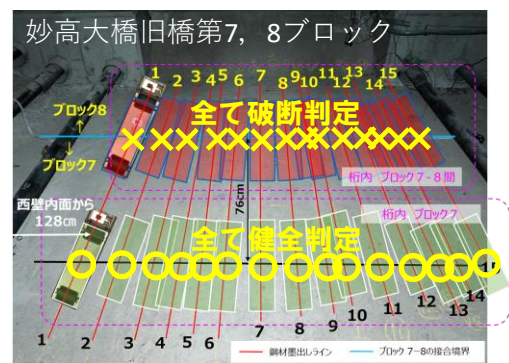 妙高大橋旧橋第7，8ブロック
1 2 3 4 5 6 7 8 9 10 11 12 13 14 15
ブロック8
全て破断判定
ブロック7
桁内 ブロック7-8間
西壁内面から
128cm
76cm
桁内 ブロック7
全て健全判定
1 2 3 4 5 6 7 8 9 10 11 12 13 14
鋼材墨出しライン
ブロック 7-8の接合境界